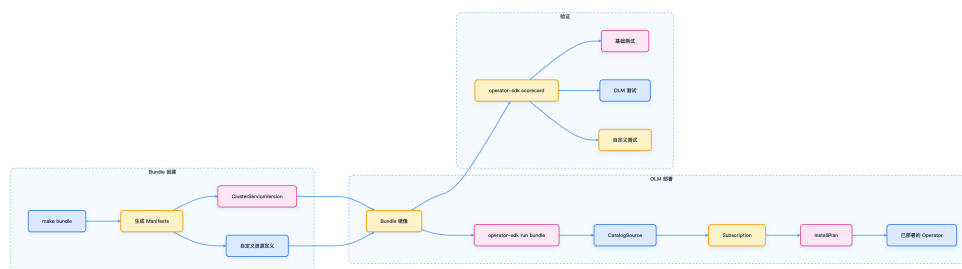 验证
基础测试
operator-sdk scorecard
OLM 测试
自定义测试
Bundle 创建
make bundle
生成 Manifests
ClusterServiceVersion
自定义资源定义
OLM 部署
Bundle 镜像
operator-sdk run bundle
CatalogSource
Subscription
InstallPlan
已部署的 Operator